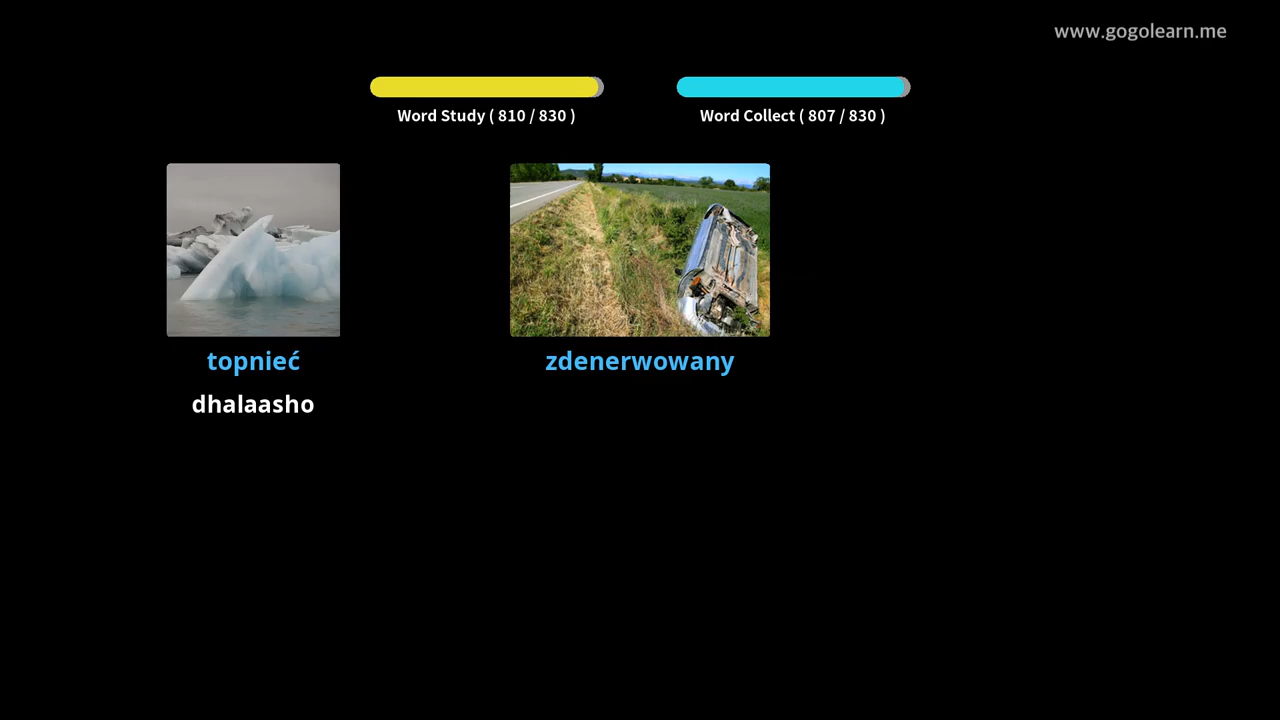 www.gogolearn.me
Word Study ( 810 / 830 )
Word Collect ( 807 / 830 )
topnieć
zdenerwowany
dhalaasho